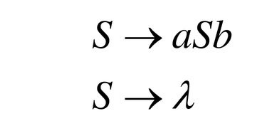 S → aSb
S → λ